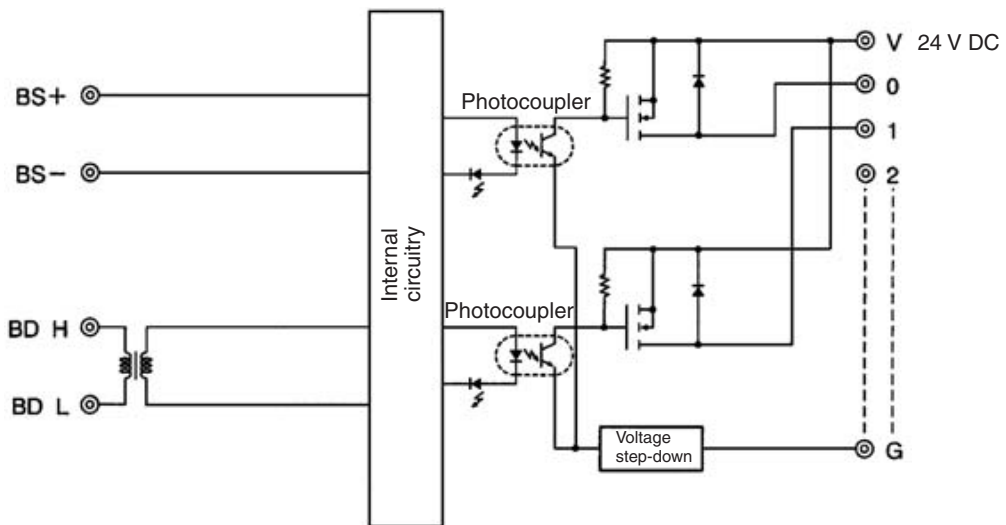 BS+
BS−
BD H
BD L
Internal
circuitry
Photocoupler
Photocoupler
Voltage
step-down
V 24 V DC
0
1
2
G